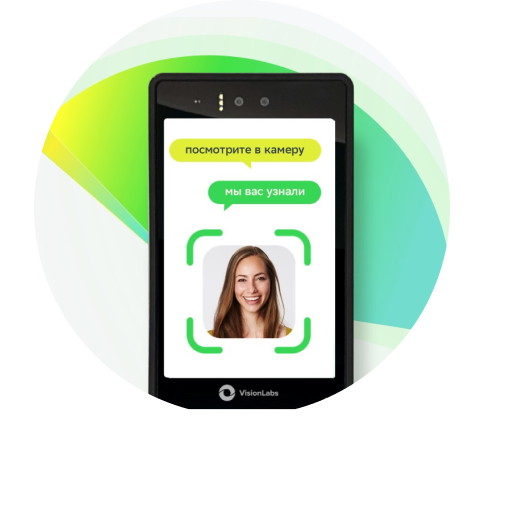 посмотрите в камеру
мы вас узнали
VisionLabs